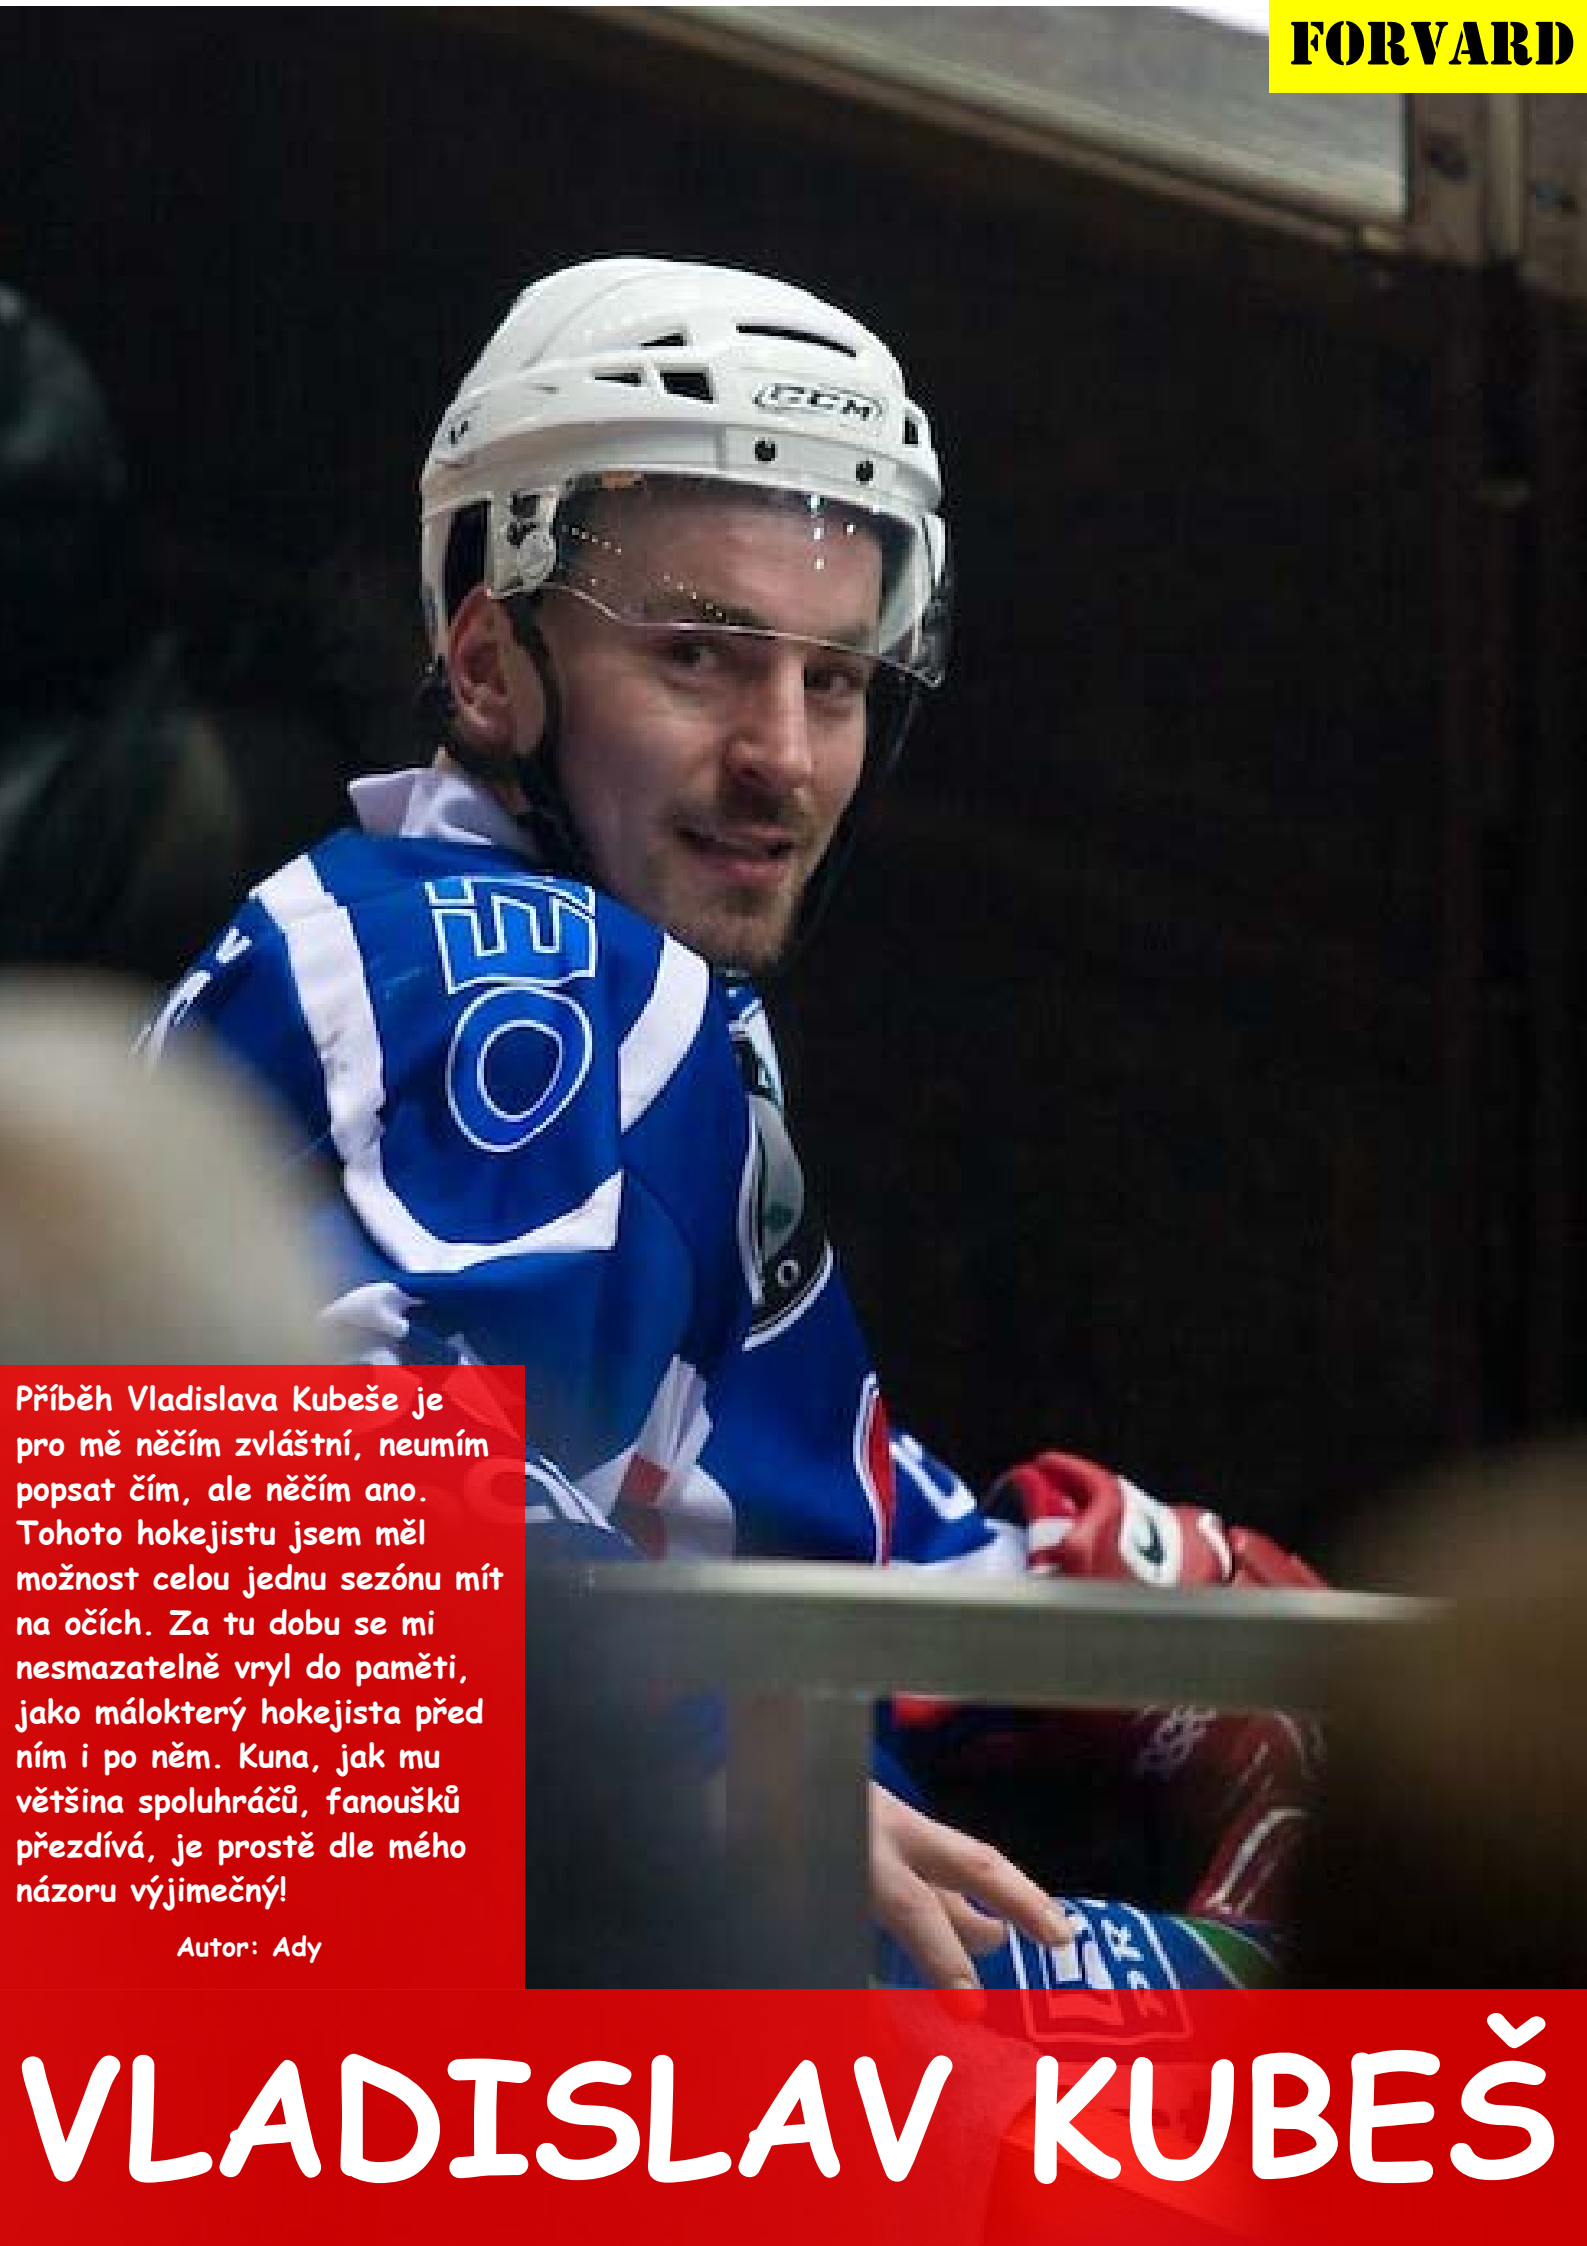 FORVARD
CCM
OE
O
Příběh Vladislava Kubeše je
pro mě něčím zvláštní, neumím
popsat čím, ale něčím ano.
Tohoto hokejistu jsem měl
možnost celou jednu sezónu mít
na očích. Za tu dobu se mi
nesmazatelně vryl do paměti,
jako málokterý hokejista před
ním i po něm. Kuna, jak mu
většina spoluhráčů, fanoušků
přezdívá, je prostě dle mého
názoru výjimečný!
Autor: Ady
VLADISLAV KUBEŠ